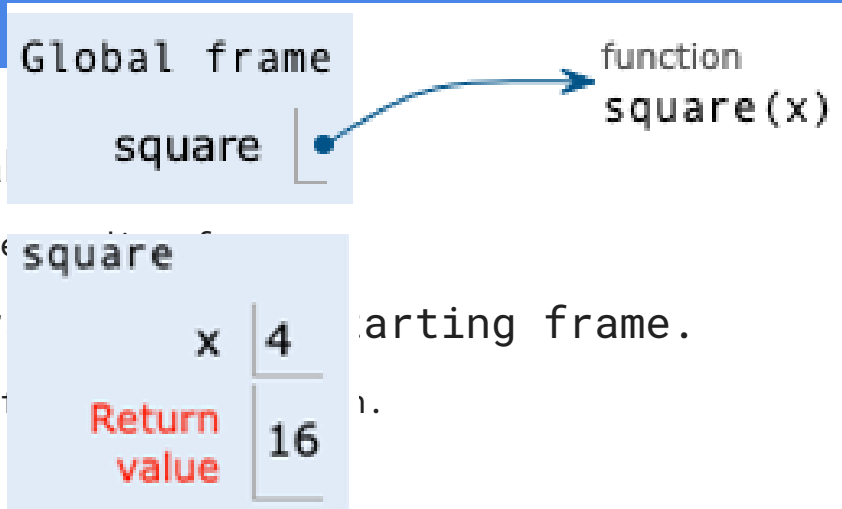 Global frame
function
square(x)
square
square
x 4
arting frame.
Return
value
16